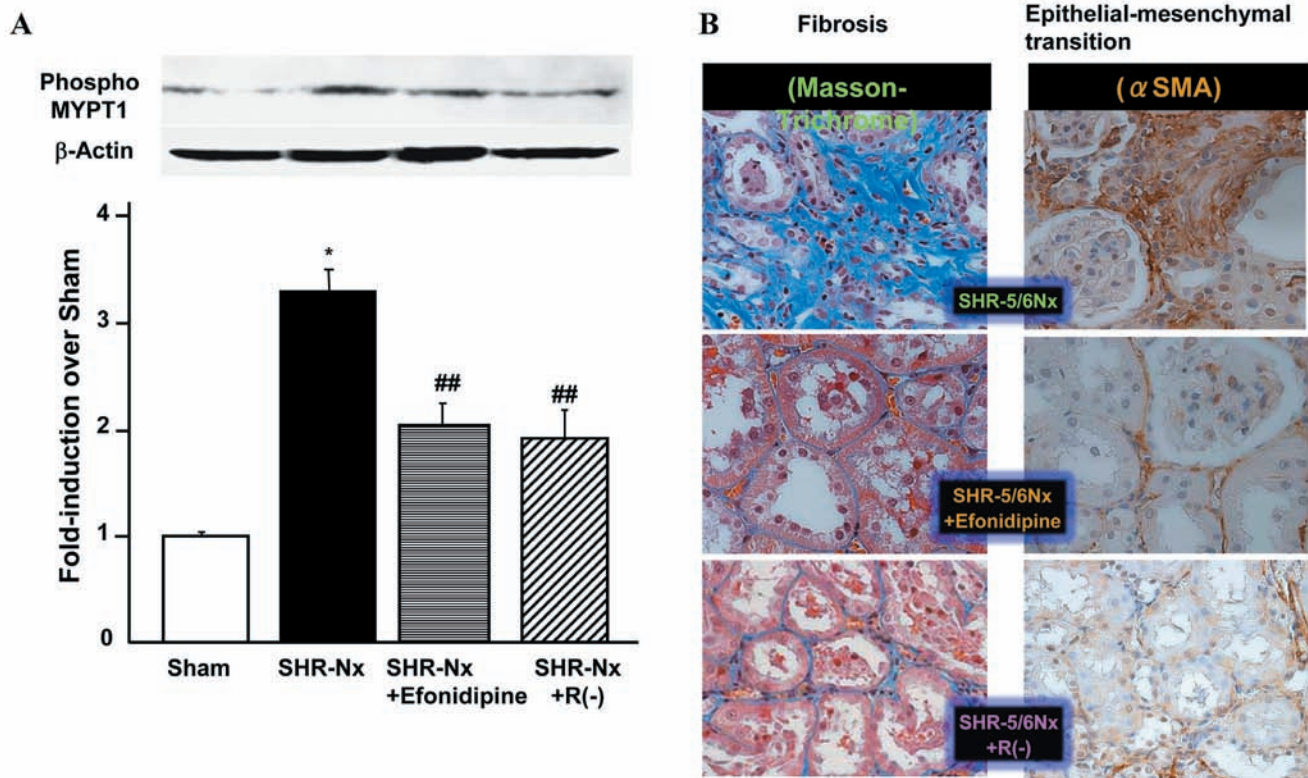 A
Phospho
MYPT1
β-Actin
Fold-induction over Sham
4
3
2
1
0
*
##
##
Sham
SHR-Nx
SHR-Nx
+Efonidipine
SHR-Nx
+R(-)
B
Fibrosis
Epithelial-mesenchymal
transition
(Masson-
Trichrome)
(αSMA)
SHR-5/6Nx
SHR-5/6Nx
+Efonidipine
SHR-5/6Nx
+R(-)